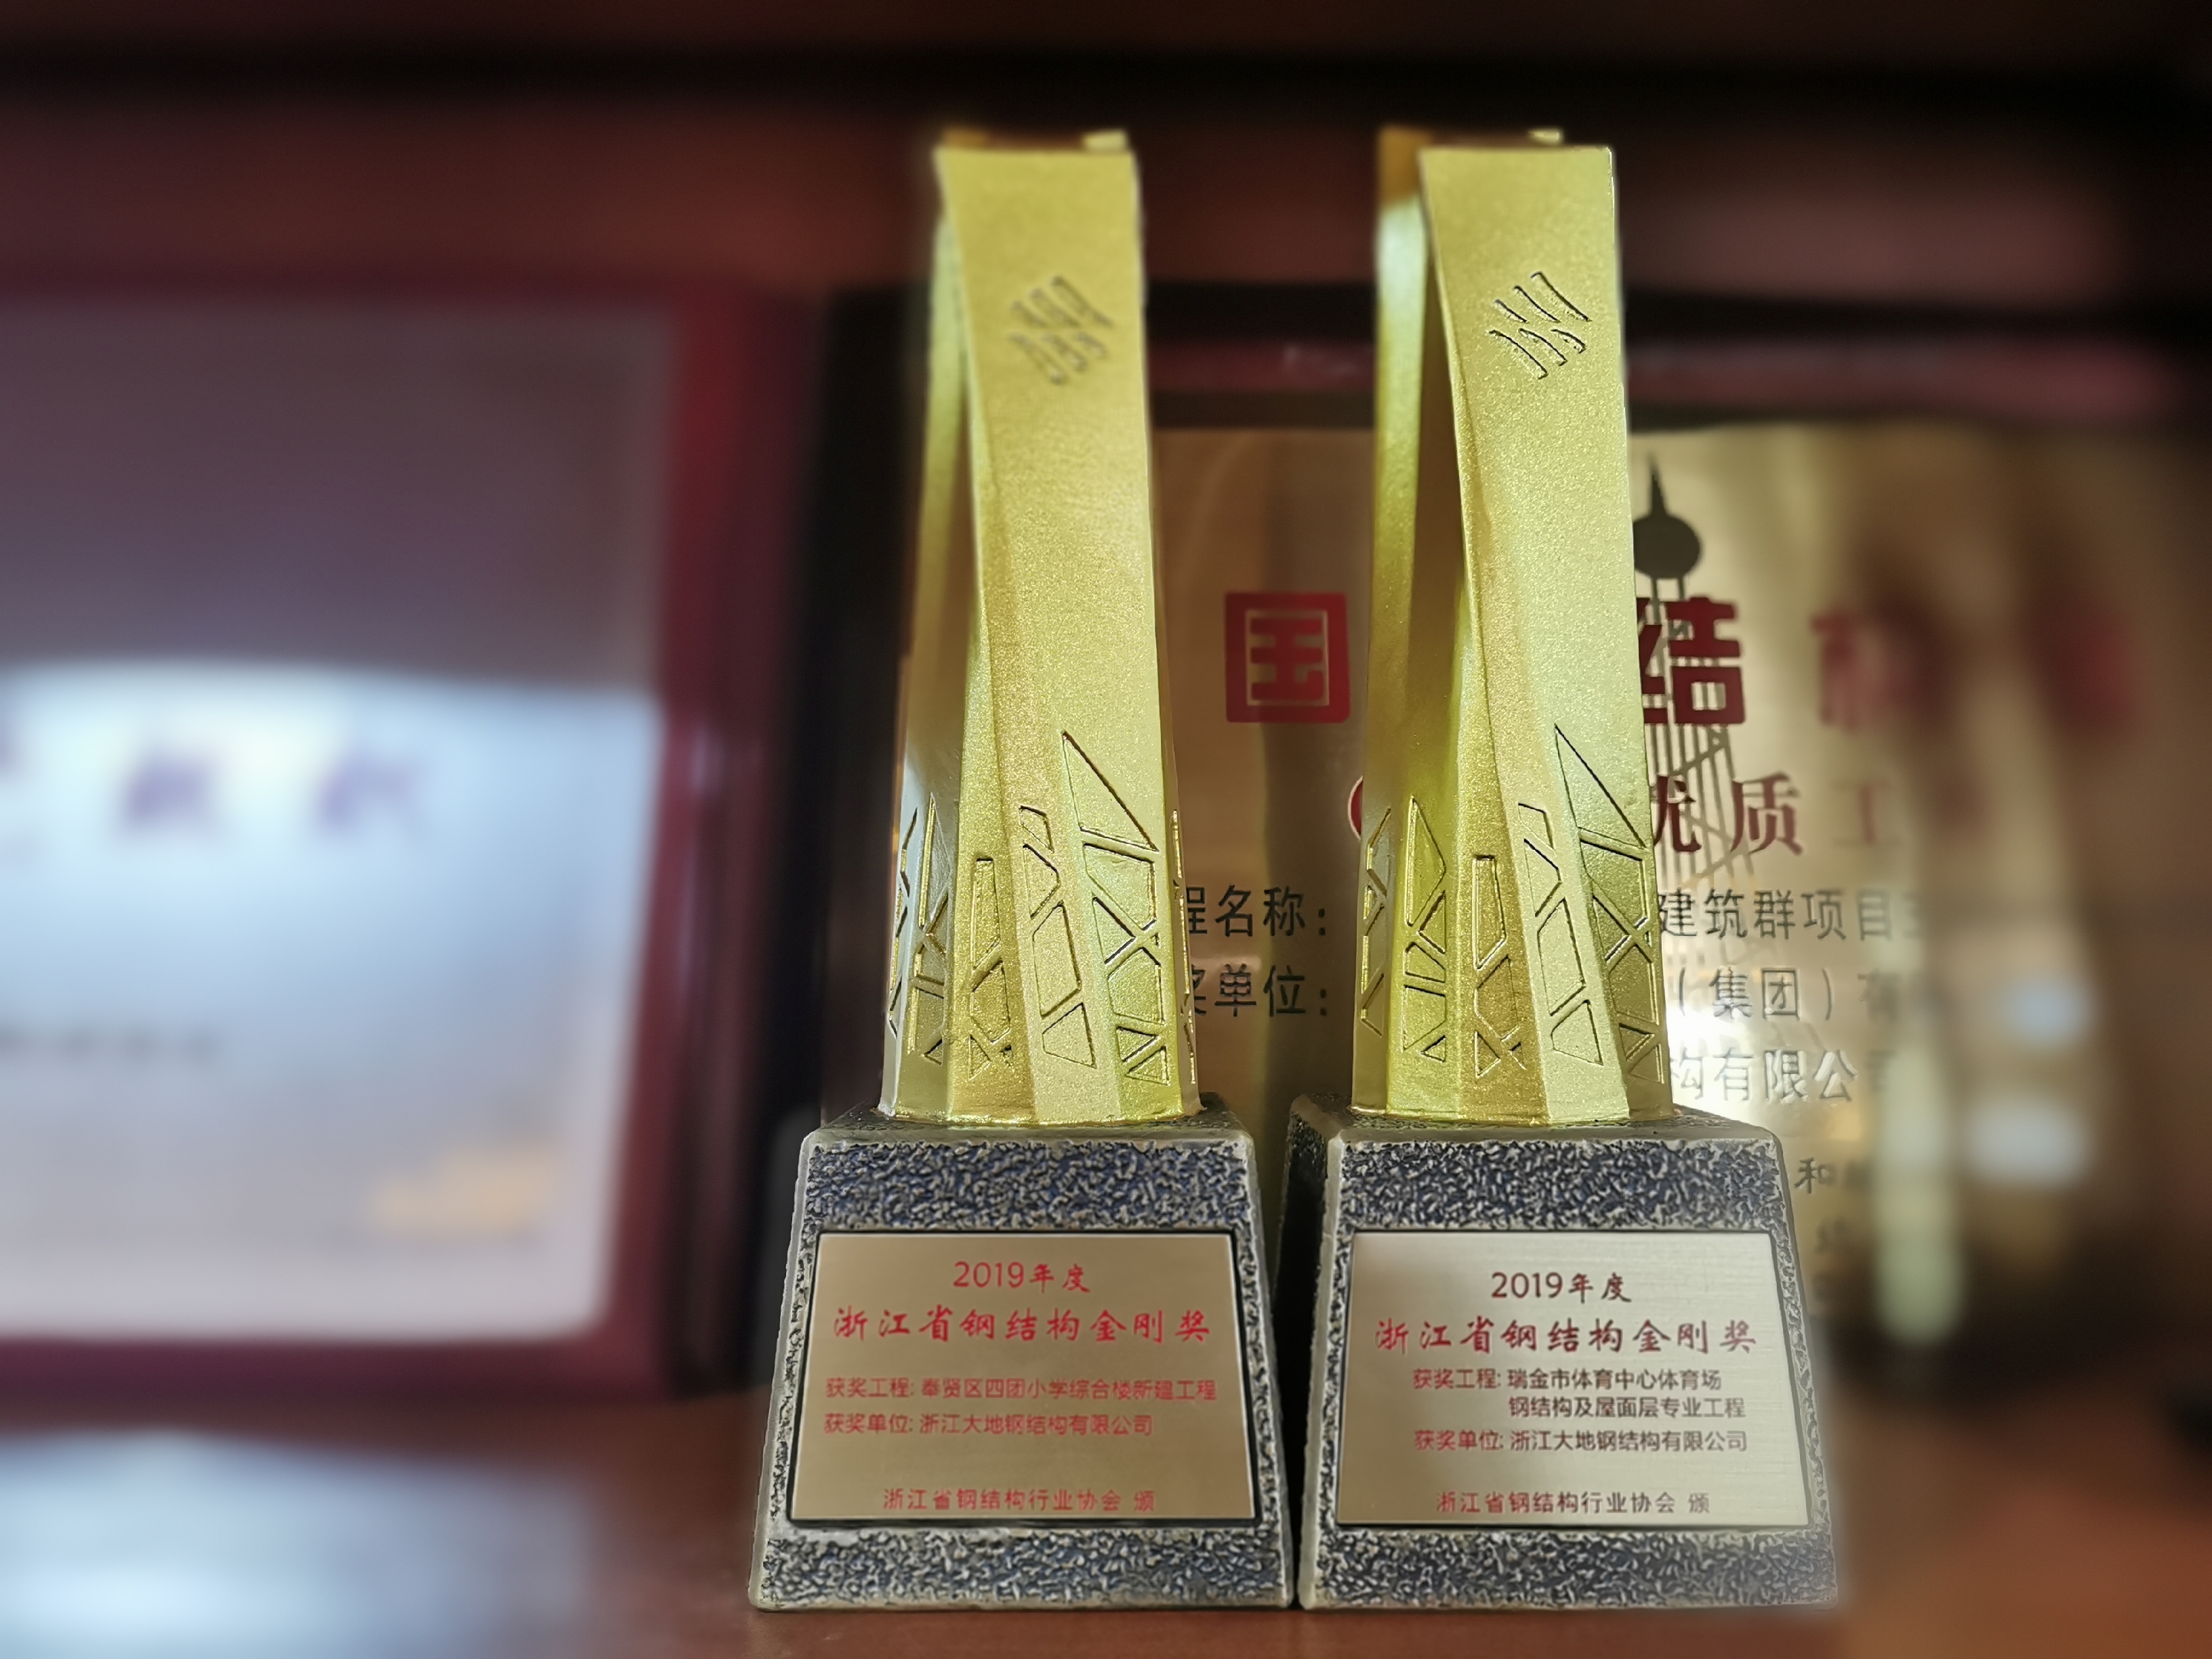 国 结
优质工
程名称： 建筑群项目
奖单位： （集团）有
构有限公
和
2019年度
浙江省钢结构金刚奖
获奖工程: 奉贤区四团小学综合楼新建工程
获奖单位: 浙江大地钢结构有限公司
浙江省钢结构行业协会 颁
2019年度
浙江省钢结构金刚奖
获奖工程: 瑞金市体育中心体育场
钢结构及屋面层专业工程
获奖单位: 浙江大地钢结构有限公司
浙江省钢结构行业协会 颁